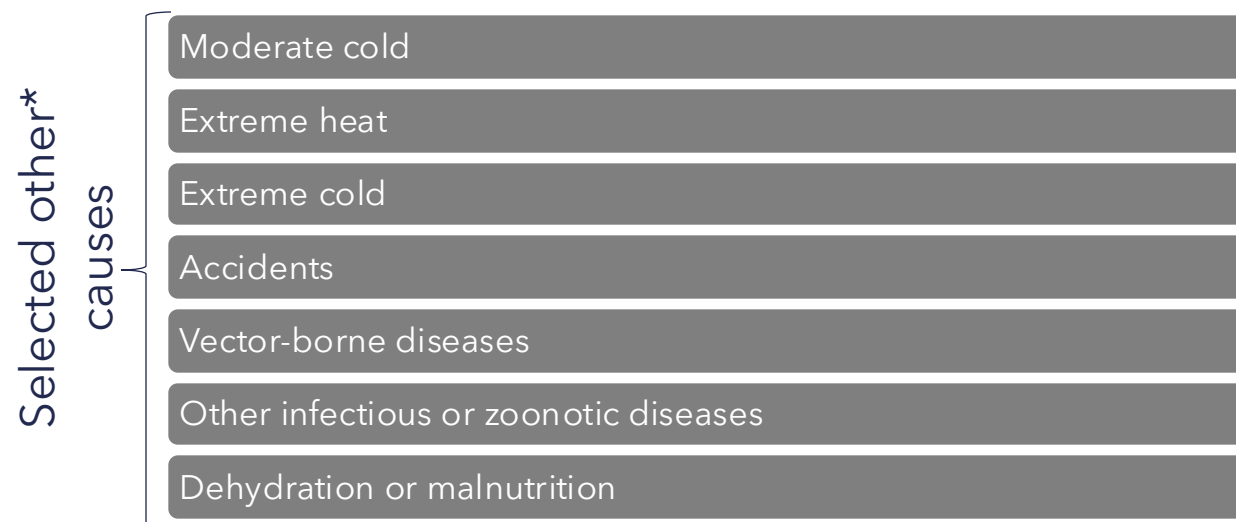 Selected other*
causes
Moderate cold
Extreme heat
Extreme cold
Accidents
Vector-borne diseases
Other infectious or zoonotic diseases
Dehydration or malnutrition